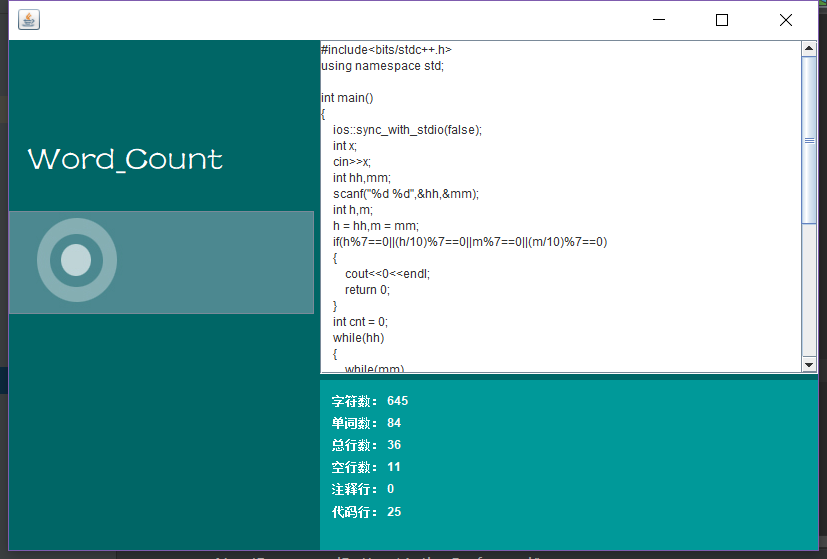 Word_Count
#include<bits/stdc++.h>
using namespace std;
int main()
{
    ios::sync_with_stdio(false);
    int x;
    cin>>x;
    int hh,mm;
    scanf("%d %d",&hh,&mm);
    int h,m;
    h = hh,m = mm;
    if(h%7==0||(h/10)%7==0||m%7==0||(m/10)%7==0)
    {
        cout<<0<<endl;
        return 0;
    }
    int cnt = 0;
    while(hh)
    {
        while(mm)
字符数: 645
单词数: 84
总行数: 36
空行数: 11
注释行: 0
代码行: 25